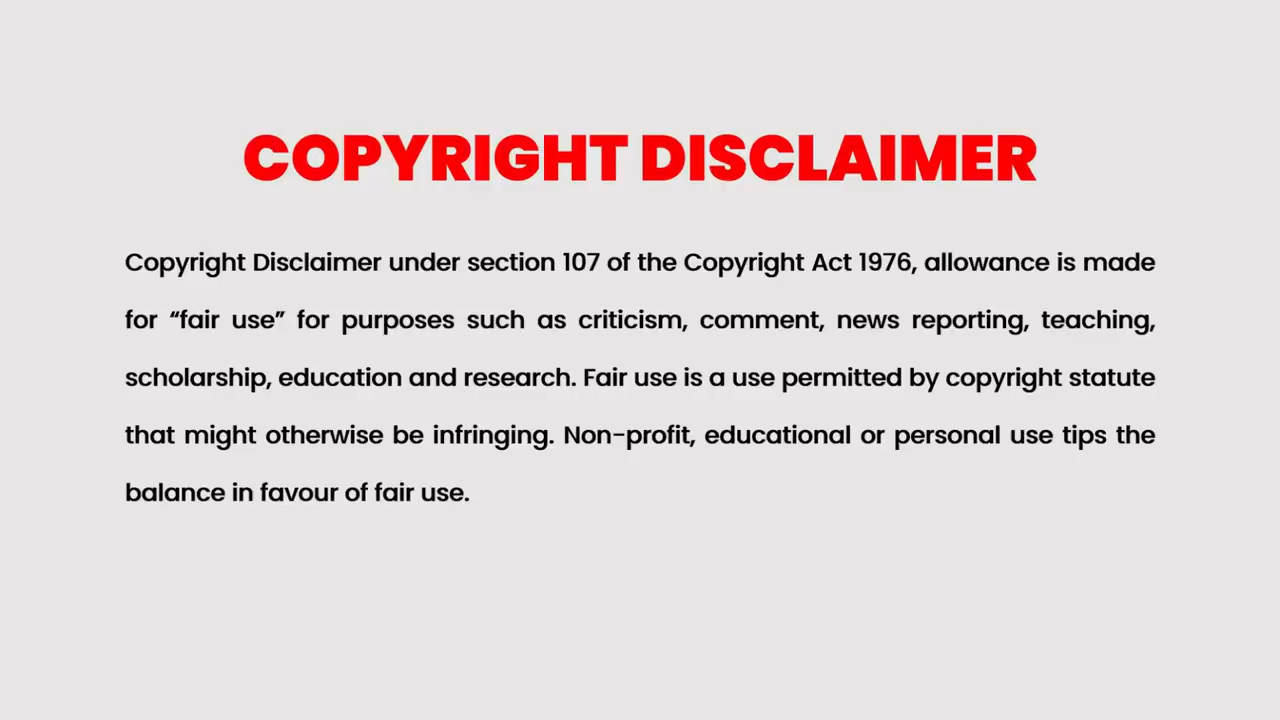 COPYRIGHT DISCLAIMER
Copyright Disclaimer under section 107 of the Copyright Act 1976, allowance is made
for “fair use” for purposes such as criticism, comment, news reporting, teaching,
scholarship, education and research. Fair use is a use permitted by copyright statute
that might otherwise be infringing. Non-profit, educational or personal use tips the
balance in favour of fair use.